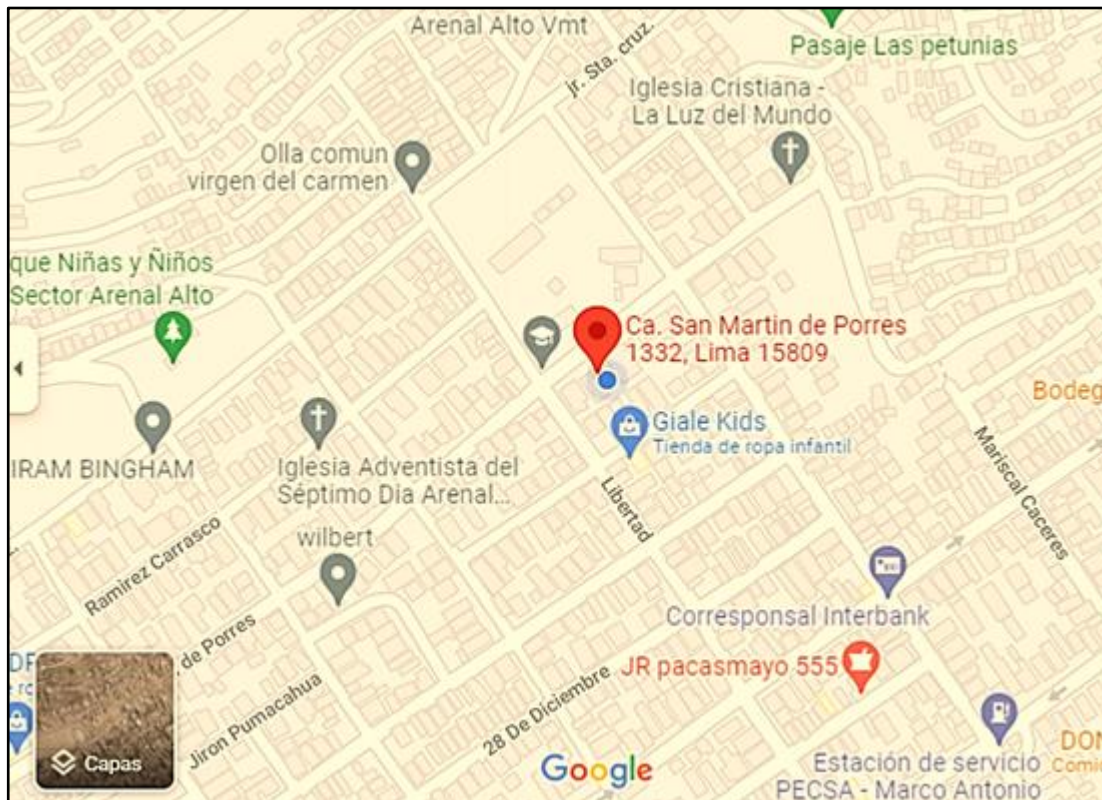 Arenal Alto Vmt
jr. Sta. cruz.
Pasaje Las petunias
Iglesia Cristiana -
La Luz del Mundo
Olla comun
virgen del carmen
que Niñas y Niños
Sector Arenal Alto
Ca. San Martin de Porres
1332, Lima 15809
Bodeg
Giale Kids
Tienda de ropa infantil
IRAM BINGHAM
Iglesia Adventista del
Séptimo Dia Arenal...
Mariscal Caceres
Libertad
wilbert
Ramirez Carrasco
Corresponsal Interbank
de Porres
JR pacasmayo 555
Jiron Pumacahua
28 De Diciembre
Capas
Google
Estación de servicio
PECSA - Marco Antonio
DON
Comic